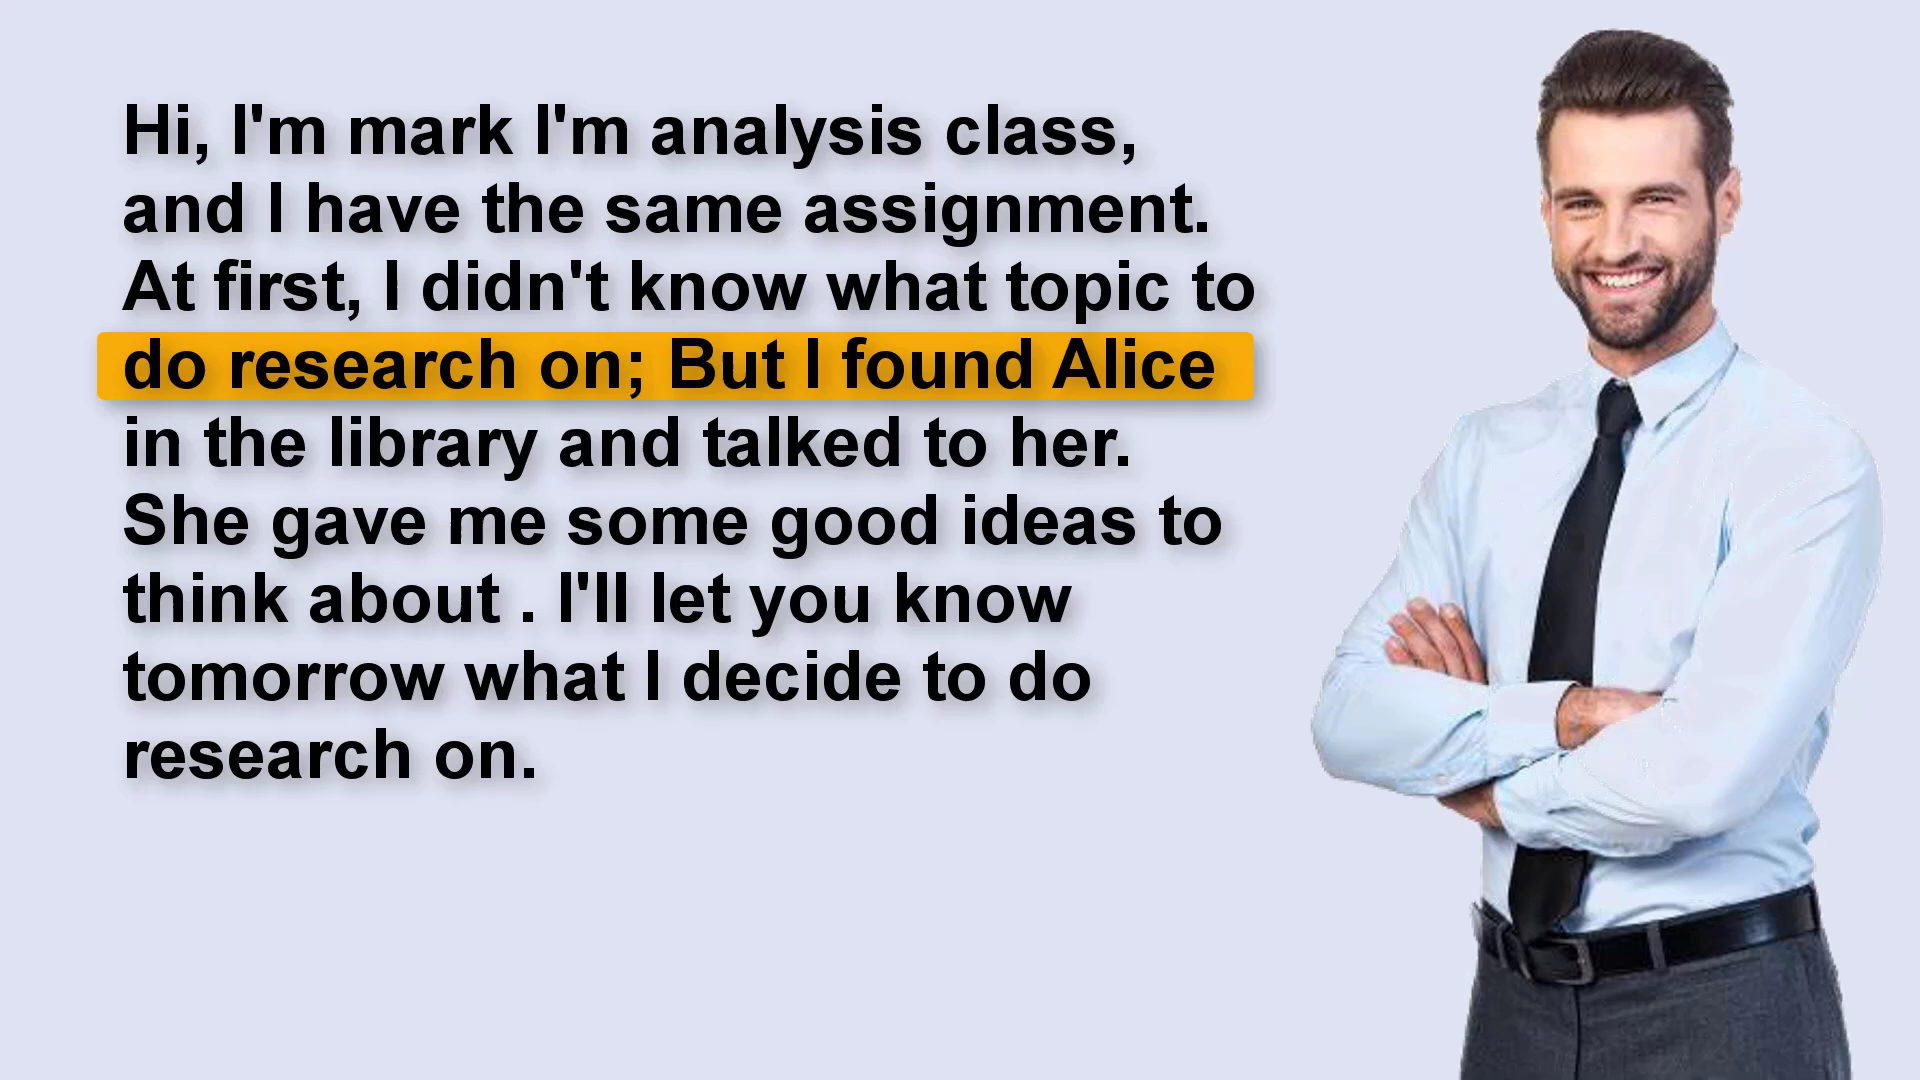 Hi, I'm mark I'm analysis class,
and I have the same assignment.
At first, I didn't know what topic to
do research on; But I found Alice
in the library and talked to her.
She gave me some good ideas to
think about . I'll let you know
tomorrow what I decide to do
research on.